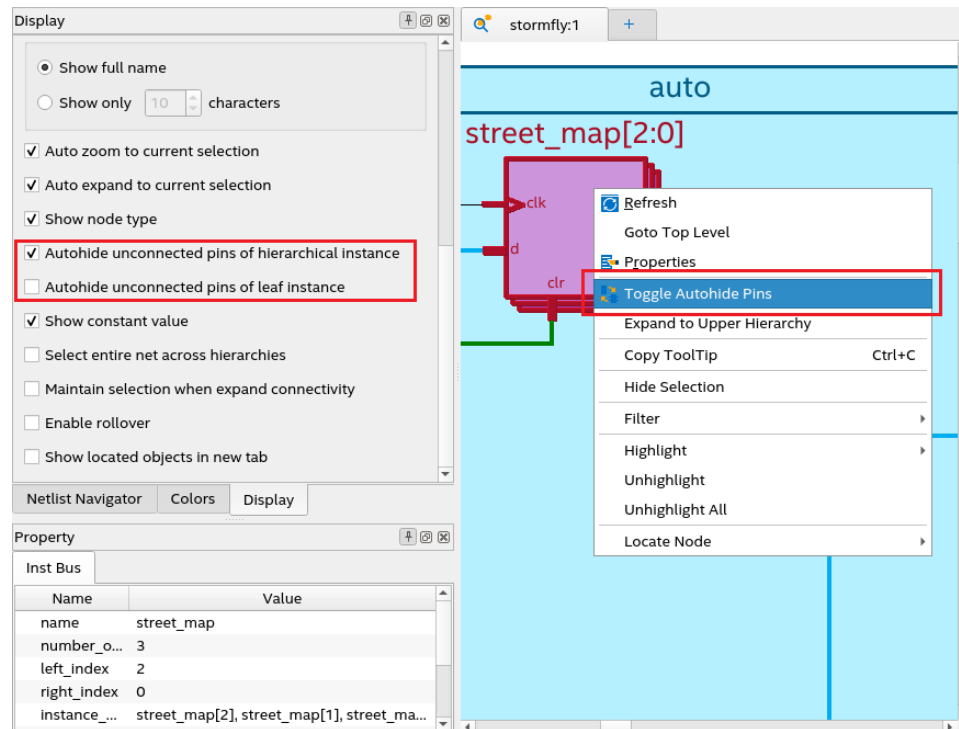 Display
Show full name
Show only 10 characters
Auto zoom to current selection
Auto expand to current selection
Show node type
Autohide unconnected pins of hierarchical instance
Autohide unconnected pins of leaf instance
Show constant value
Select entire net across hierarchies
Maintain selection when expand connectivity
Enable rollover
Show located objects in new tab
Netlist Navigator Colors Display
Property
Inst Bus
Name Value
name street_map
number_o... 3
left_index 2
right_index 0
instance_... street_map[2], street_map[1], street_ma...
stormfly:1 +
auto
street_map[2:0]
clk
d
clr
Refresh
Goto Top Level
Properties
Toggle Autohide Pins
Expand to Upper Hierarchy
Copy ToolTip Ctrl+C
Hide Selection
Filter
Highlight
Unhighlight
Unhighlight All
Locate Node